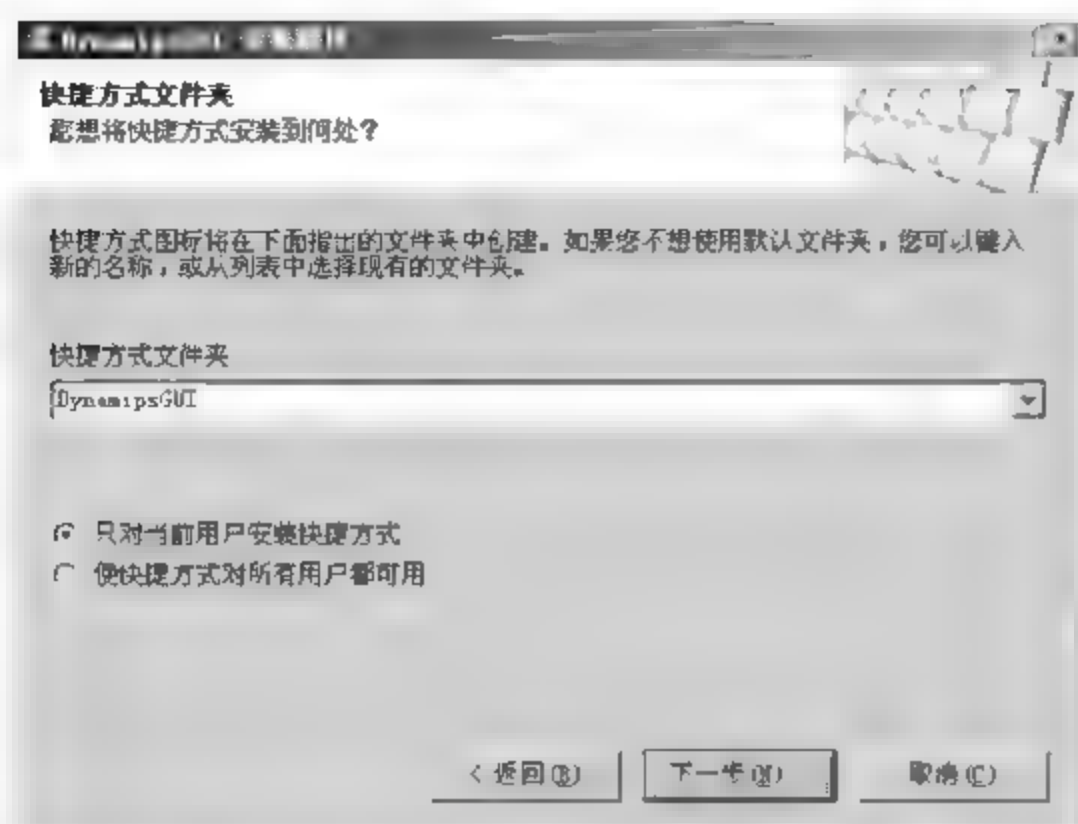 快捷方式文件夹
您想将快捷方式安装到何处？
快捷方式图标将在下面指出的文件夹中创建。如果您不想使用默认文件夹，您可以键入
新的名称，或从列表中选择现有的文件夹。
快捷方式文件夹
DynamipsGUI
只对当前用户安装快捷方式
使快捷方式对所有用户都可用
< 返回(B)
下一步(N)
取消(C)